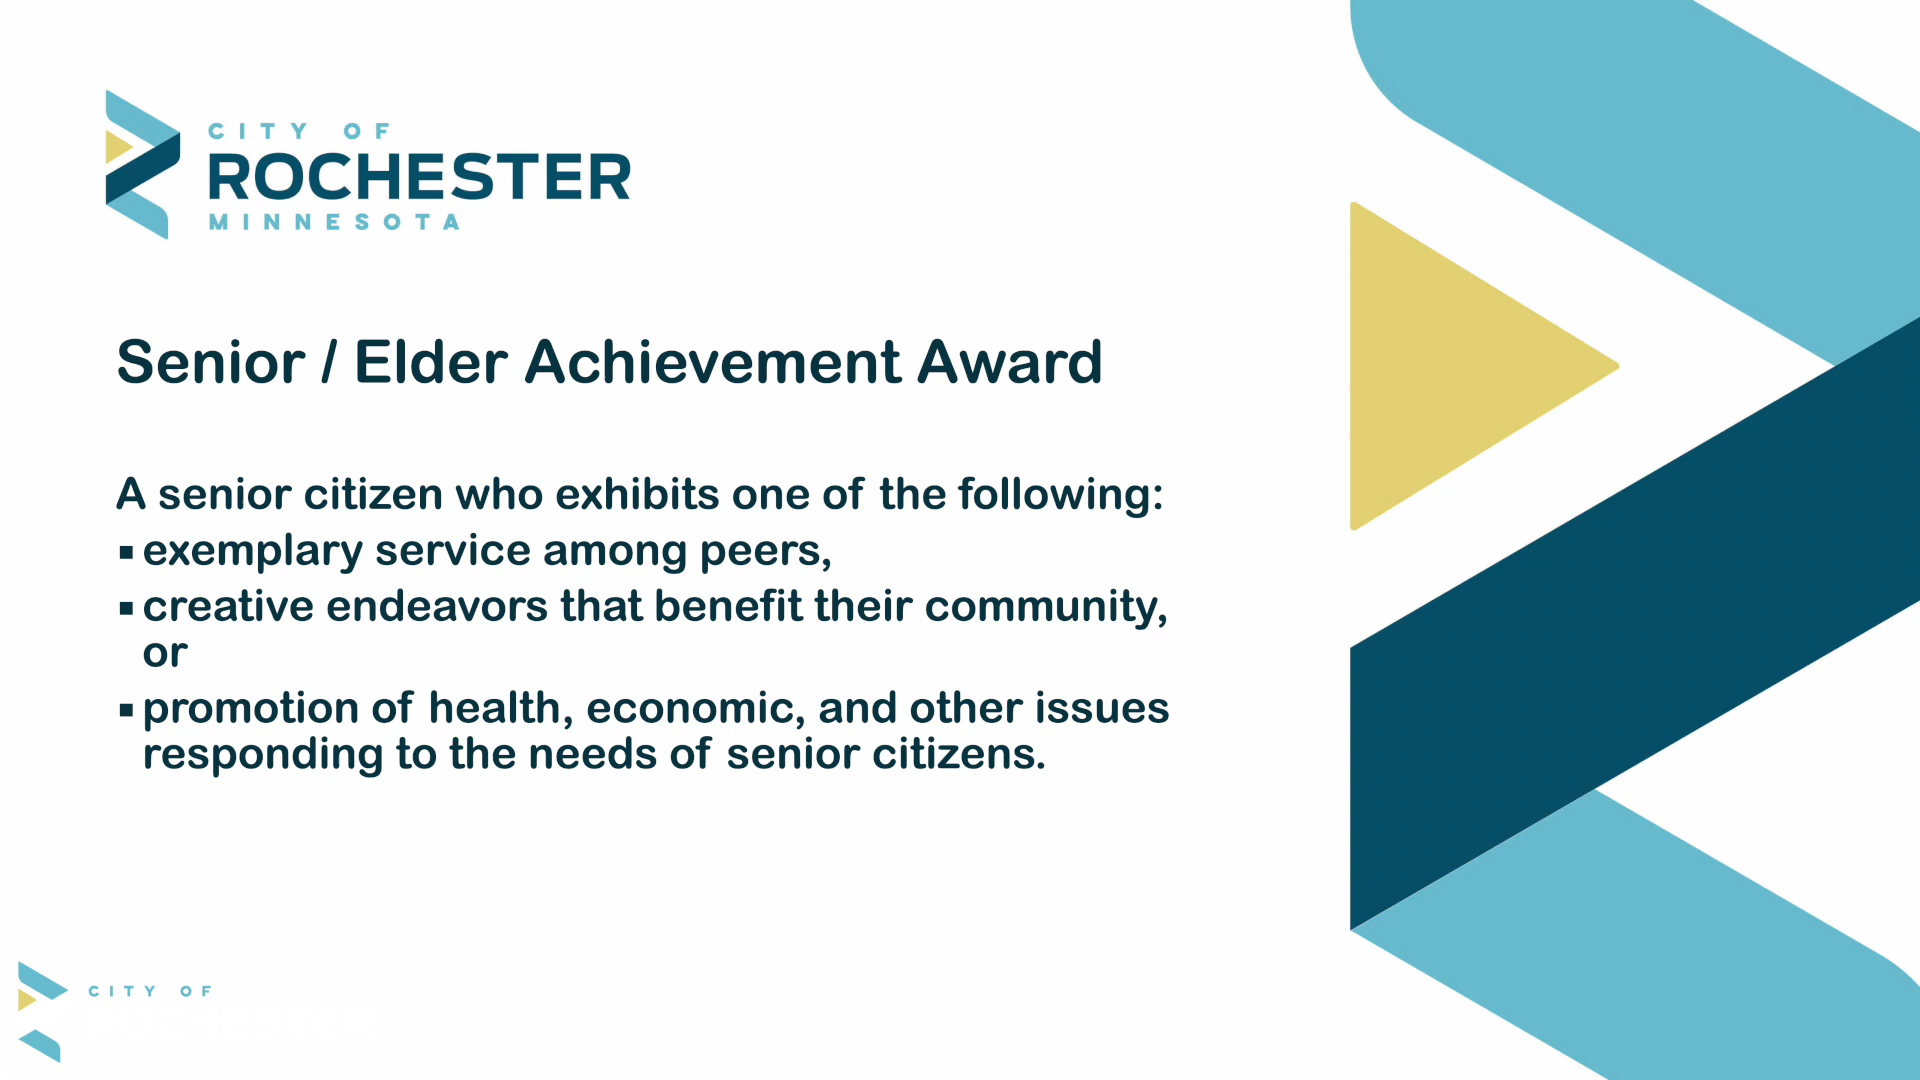 CITY OF
ROCHESTER
MINNESOTA
Senior / Elder Achievement Award
A senior citizen who exhibits one of the following:
▪ exemplary service among peers,
▪ creative endeavors that benefit their community,
or
▪ promotion of health, economic, and other issues
responding to the needs of senior citizens.
CITY OF